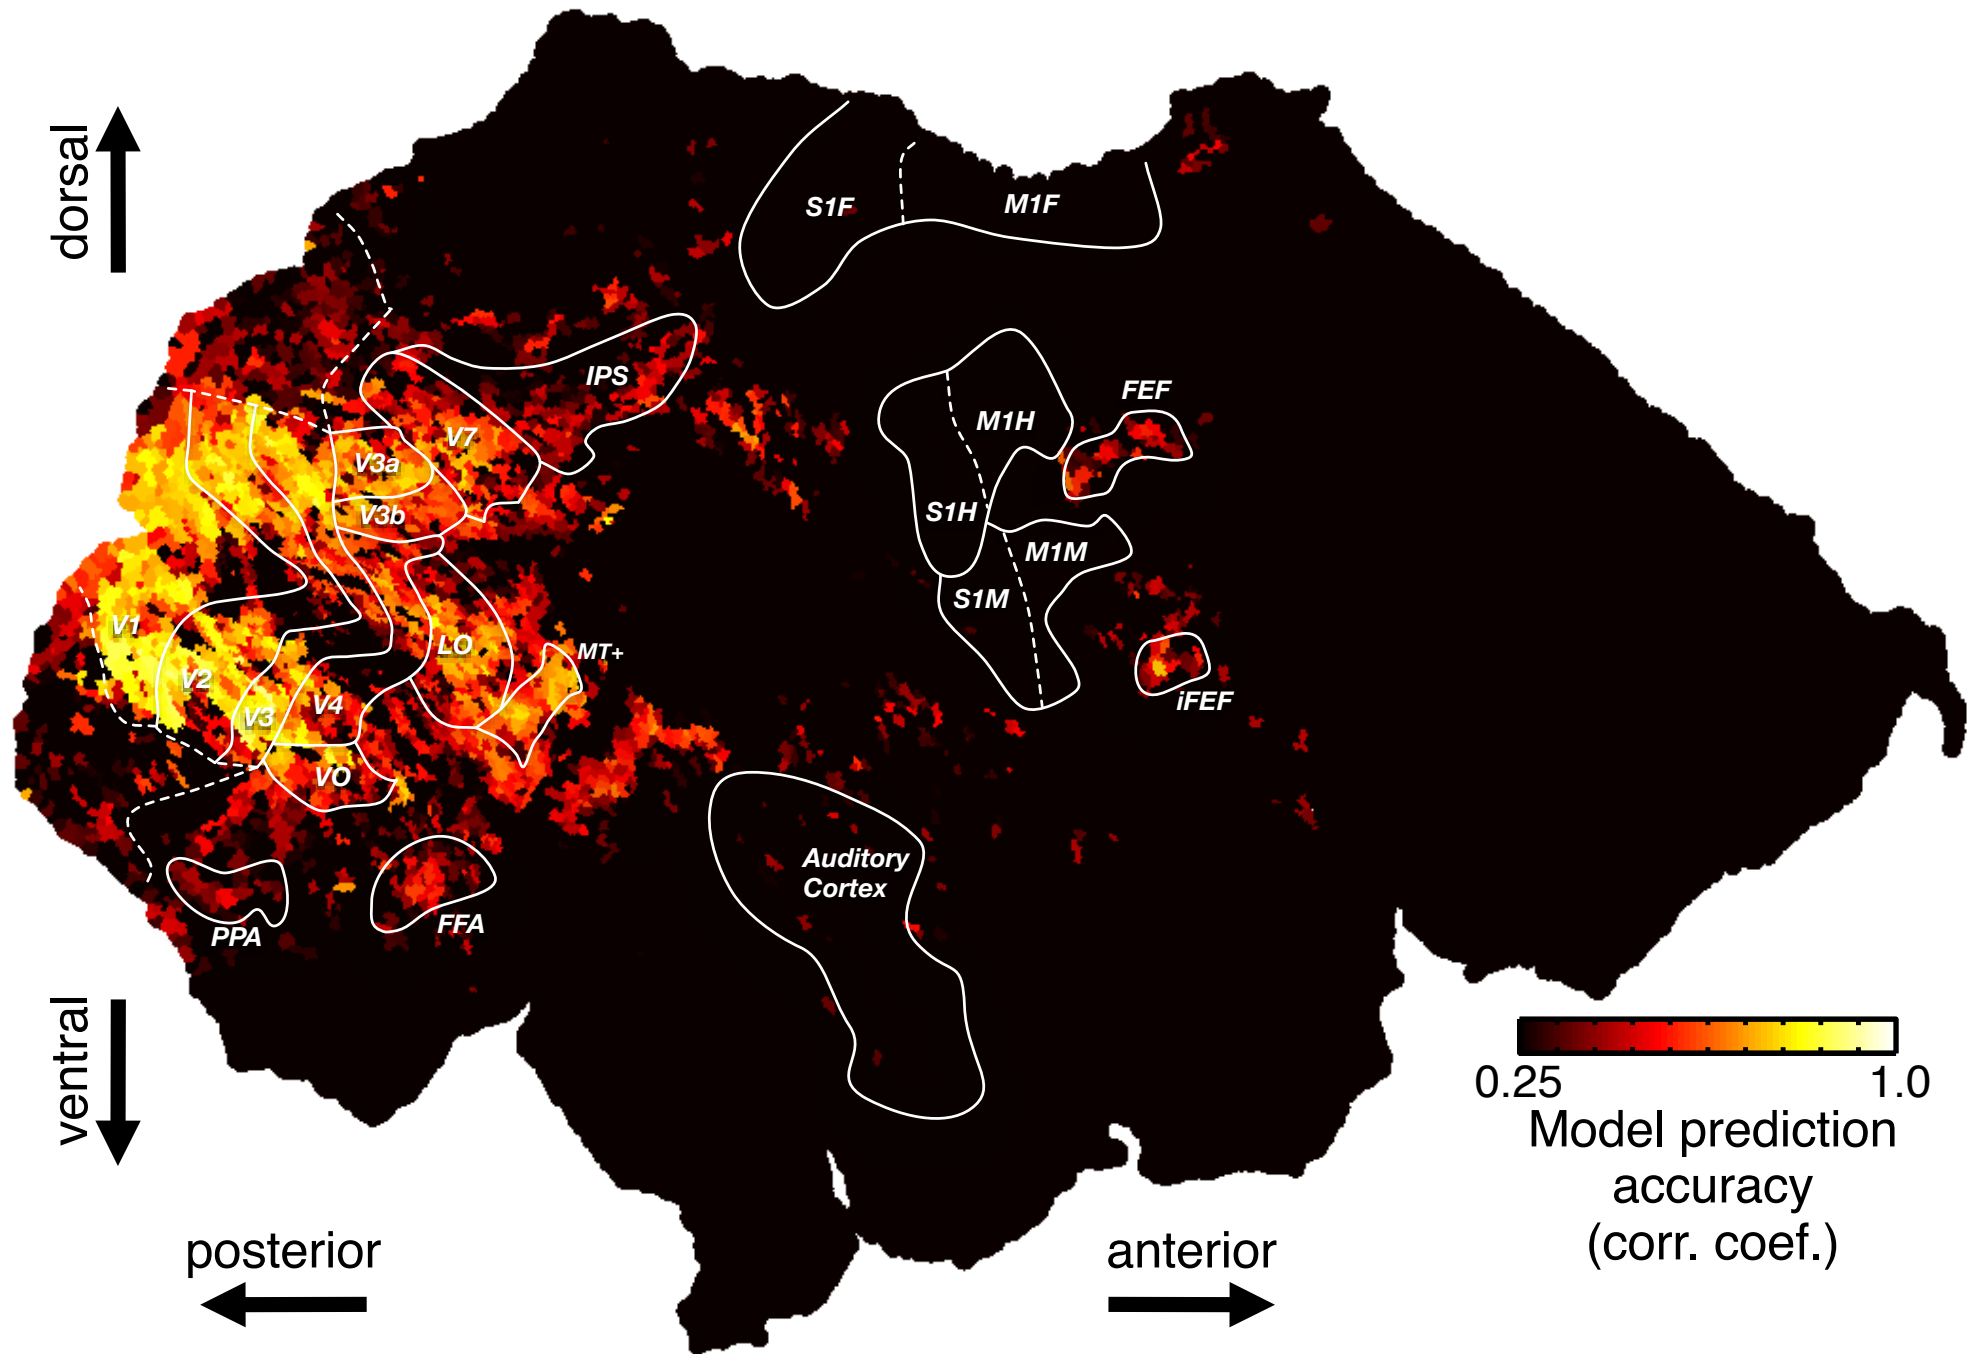 dorsal
S1F
M1F
IPS
FEF
M1H
V7
V3a
V3b
S1H
M1M
S1M
V1
LO
MT+
V2
iFEF
V4
V3
VO
Auditory
Cortex
PPA
FFA
ventral
0.25
1.0
Model prediction
accuracy
(corr. coef.)
posterior
anterior